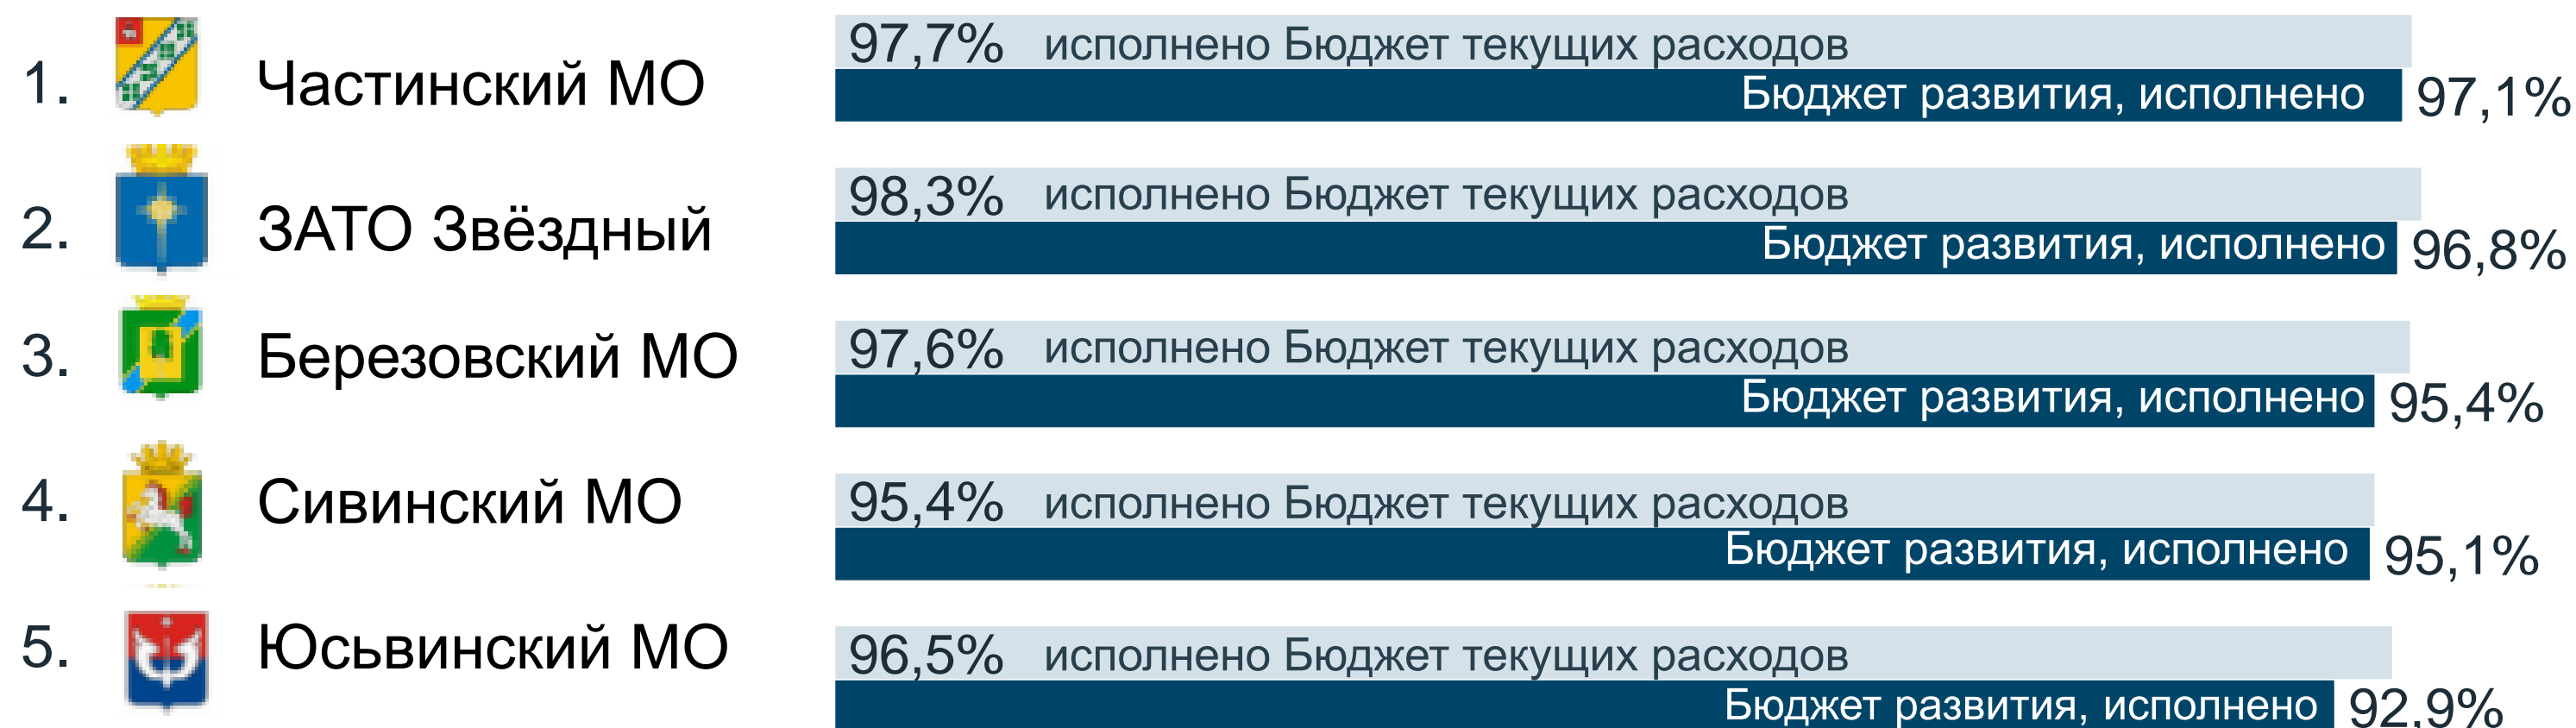 1. Частинский МО
97,7% исполнено Бюджет текущих расходов
Бюджет развития, исполнено 97,1%
2. ЗАТО Звёздный
98,3% исполнено Бюджет текущих расходов
Бюджет развития, исполнено 96,8%
3. Березовский МО
97,6% исполнено Бюджет текущих расходов
Бюджет развития, исполнено 95,4%
4. Сивинский МО
95,4% исполнено Бюджет текущих расходов
Бюджет развития, исполнено 95,1%
5. Юсьвинский МО
96,5% исполнено Бюджет текущих расходов
Бюджет развития, исполнено 92,9%